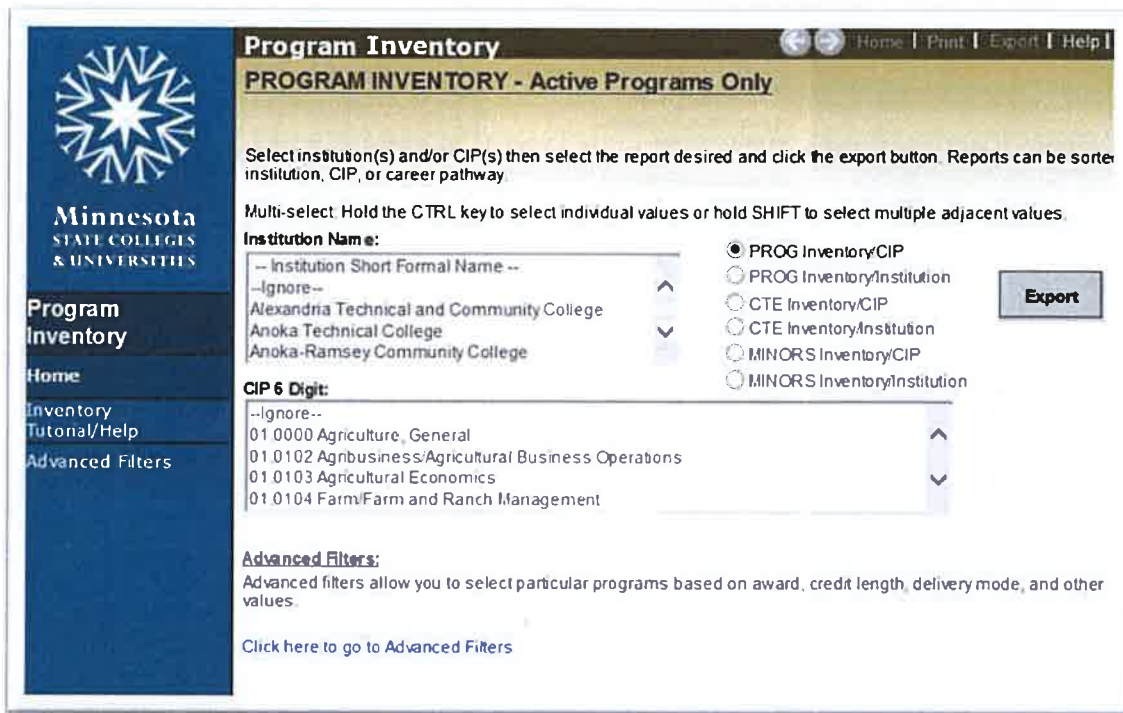 Minnesota
STATE COLLEGES
& UNIVERSITIES
Program
Inventory
Home
Inventory
Tutorial/Help
Advanced Filters
Program Inventory
Home | Print | Export | Help |
PROGRAM INVENTORY - Active Programs Only
Select institution(s) and/or CIP(s) then select the report desired and click the export button. Reports can be sorte
institution, CIP, or career pathway.
Multi-select: Hold the CTRL key to select individual values or hold SHIFT to select multiple adjacent values.
Institution Name:
-- Institution Short Formal Name --
--Ignore--
Alexandria Technical and Community College
Anoka Technical College
Anoka-Ramsey Community College
PROG Inventory/CIP
PROG Inventory/Institution
CTE Inventory/CIP
CTE Inventory/Institution
MINORS Inventory/CIP
MINORS Inventory/Institution
Export
CIP 6 Digit:
--Ignore--
01.0000 Agriculture, General
01.0102 Agribusiness/Agricultural Business Operations
01.0103 Agricultural Economics
01.0104 Farm/Farm and Ranch Management
Advanced Filters:
Advanced filters allow you to select particular programs based on award, credit length, delivery mode, and other
values.
Click here to go to Advanced Filters